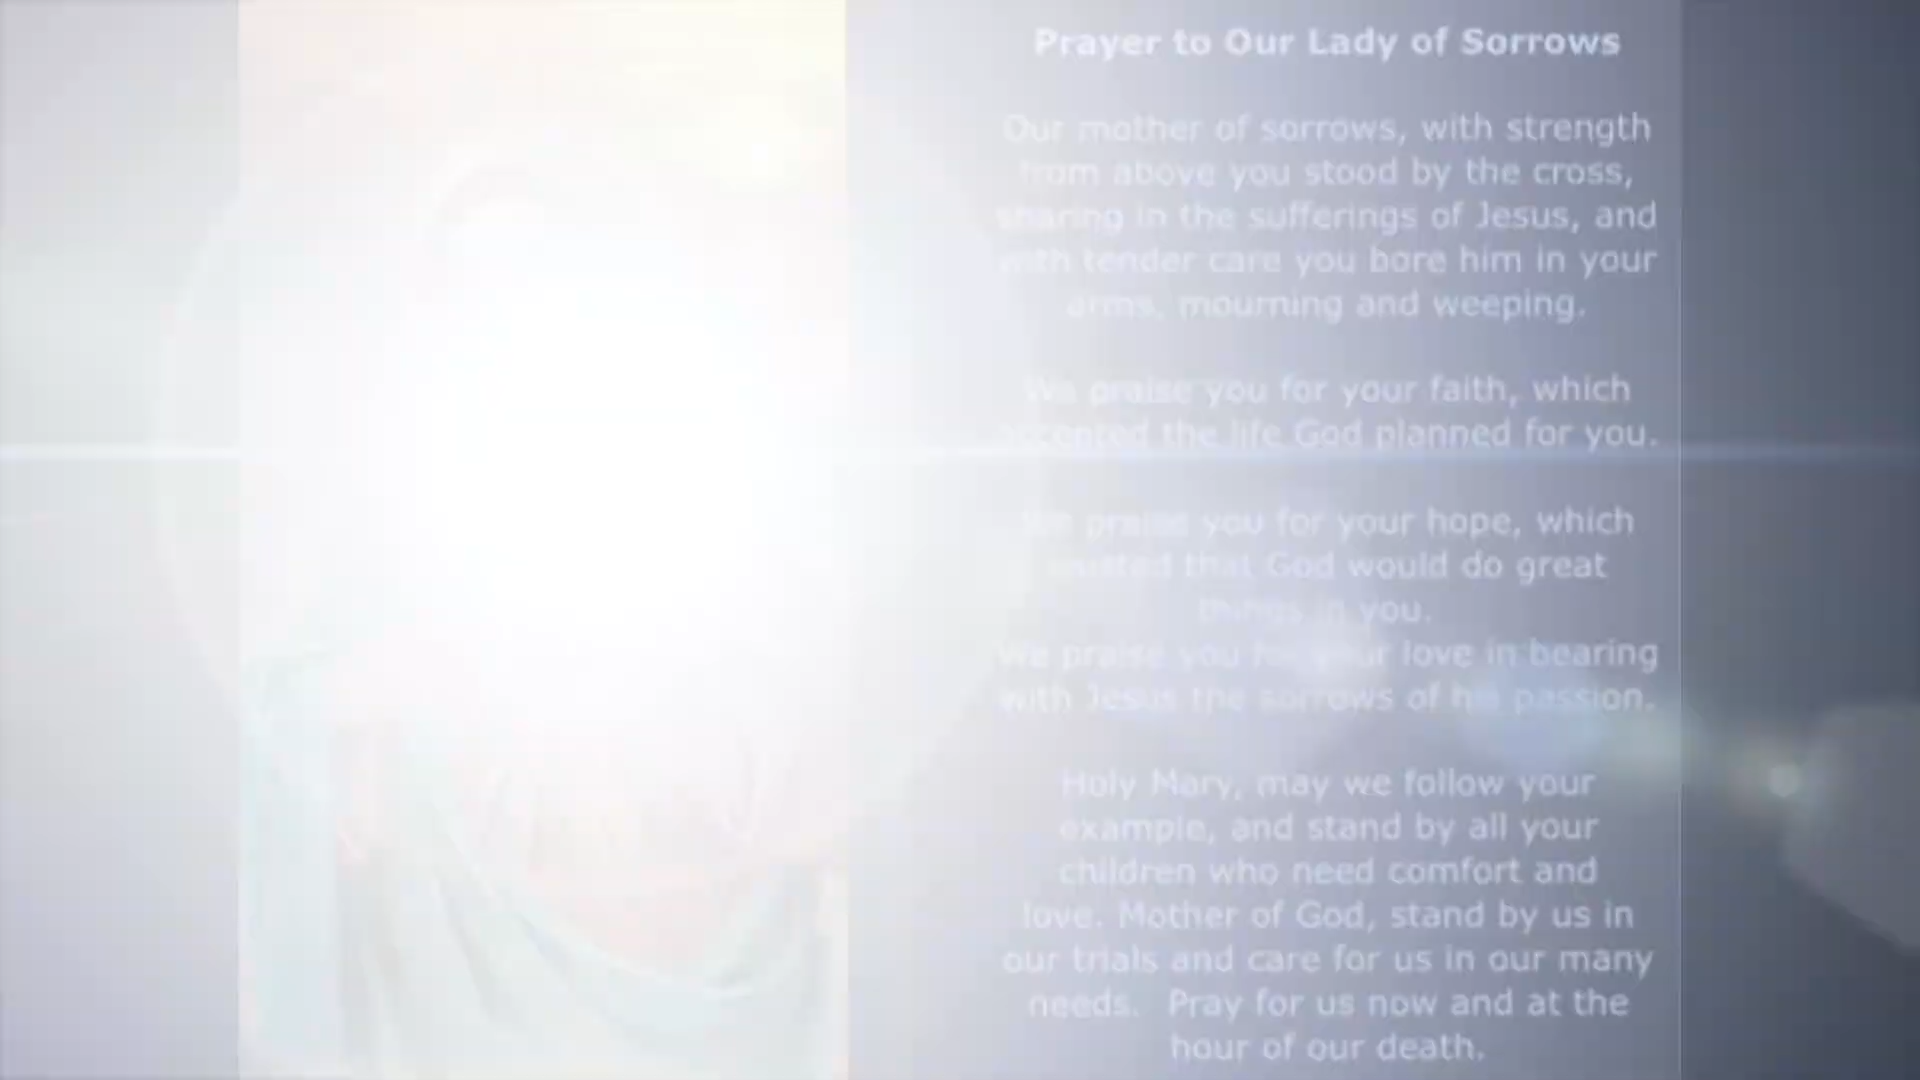 Prayer to Our Lady of Sorrows
Our mother of sorrows, with strength
from above you stood by the cross,
sharing in the sufferings of Jesus, and
with tender care you bore him in your
arms, mourning and weeping.
We praise you for your faith, which
accepted the life God planned for you.
We praise you for your hope, which
trusted that God would do great
things in you.
We praise you for your love in bearing
with Jesus the sorrows of his passion.
Holy Mary, may we follow your
example, and stand by all your
children who need comfort and
love. Mother of God, stand by us in
our trials and care for us in our many
needs. Pray for us now and at the
hour of our death.